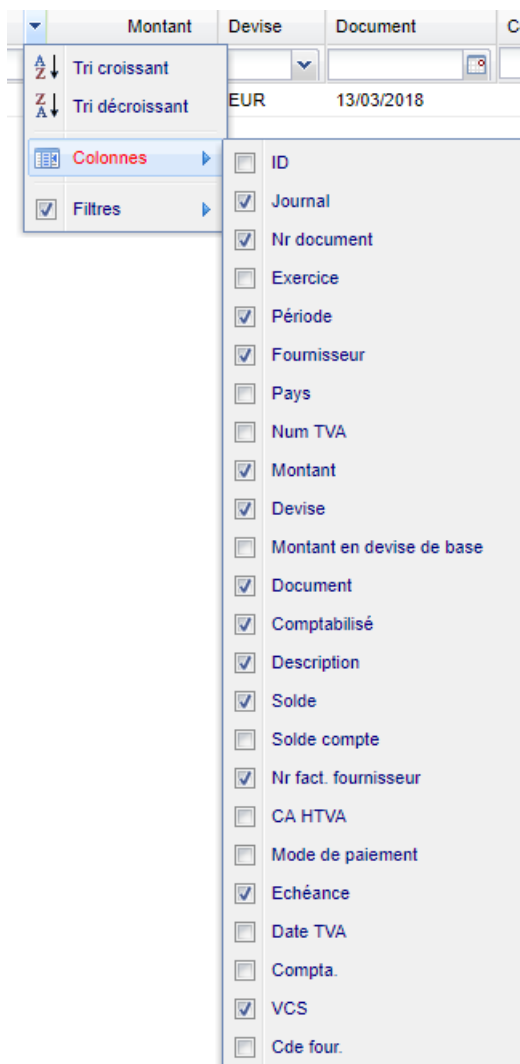 Montant Devise Document C
Tri croissant
Tri décroissant
EUR 13/03/2018
Colonnes
Filtres
ID
Journal
Nr document
Exercice
Période
Fournisseur
Pays
Num TVA
Montant
Devise
Montant en devise de base
Document
Comptabilisé
Description
Solde
Solde compte
Nr fact. fournisseur
CA HTVA
Mode de paiement
Echéance
Date TVA
Compta.
VCS
Cde four.